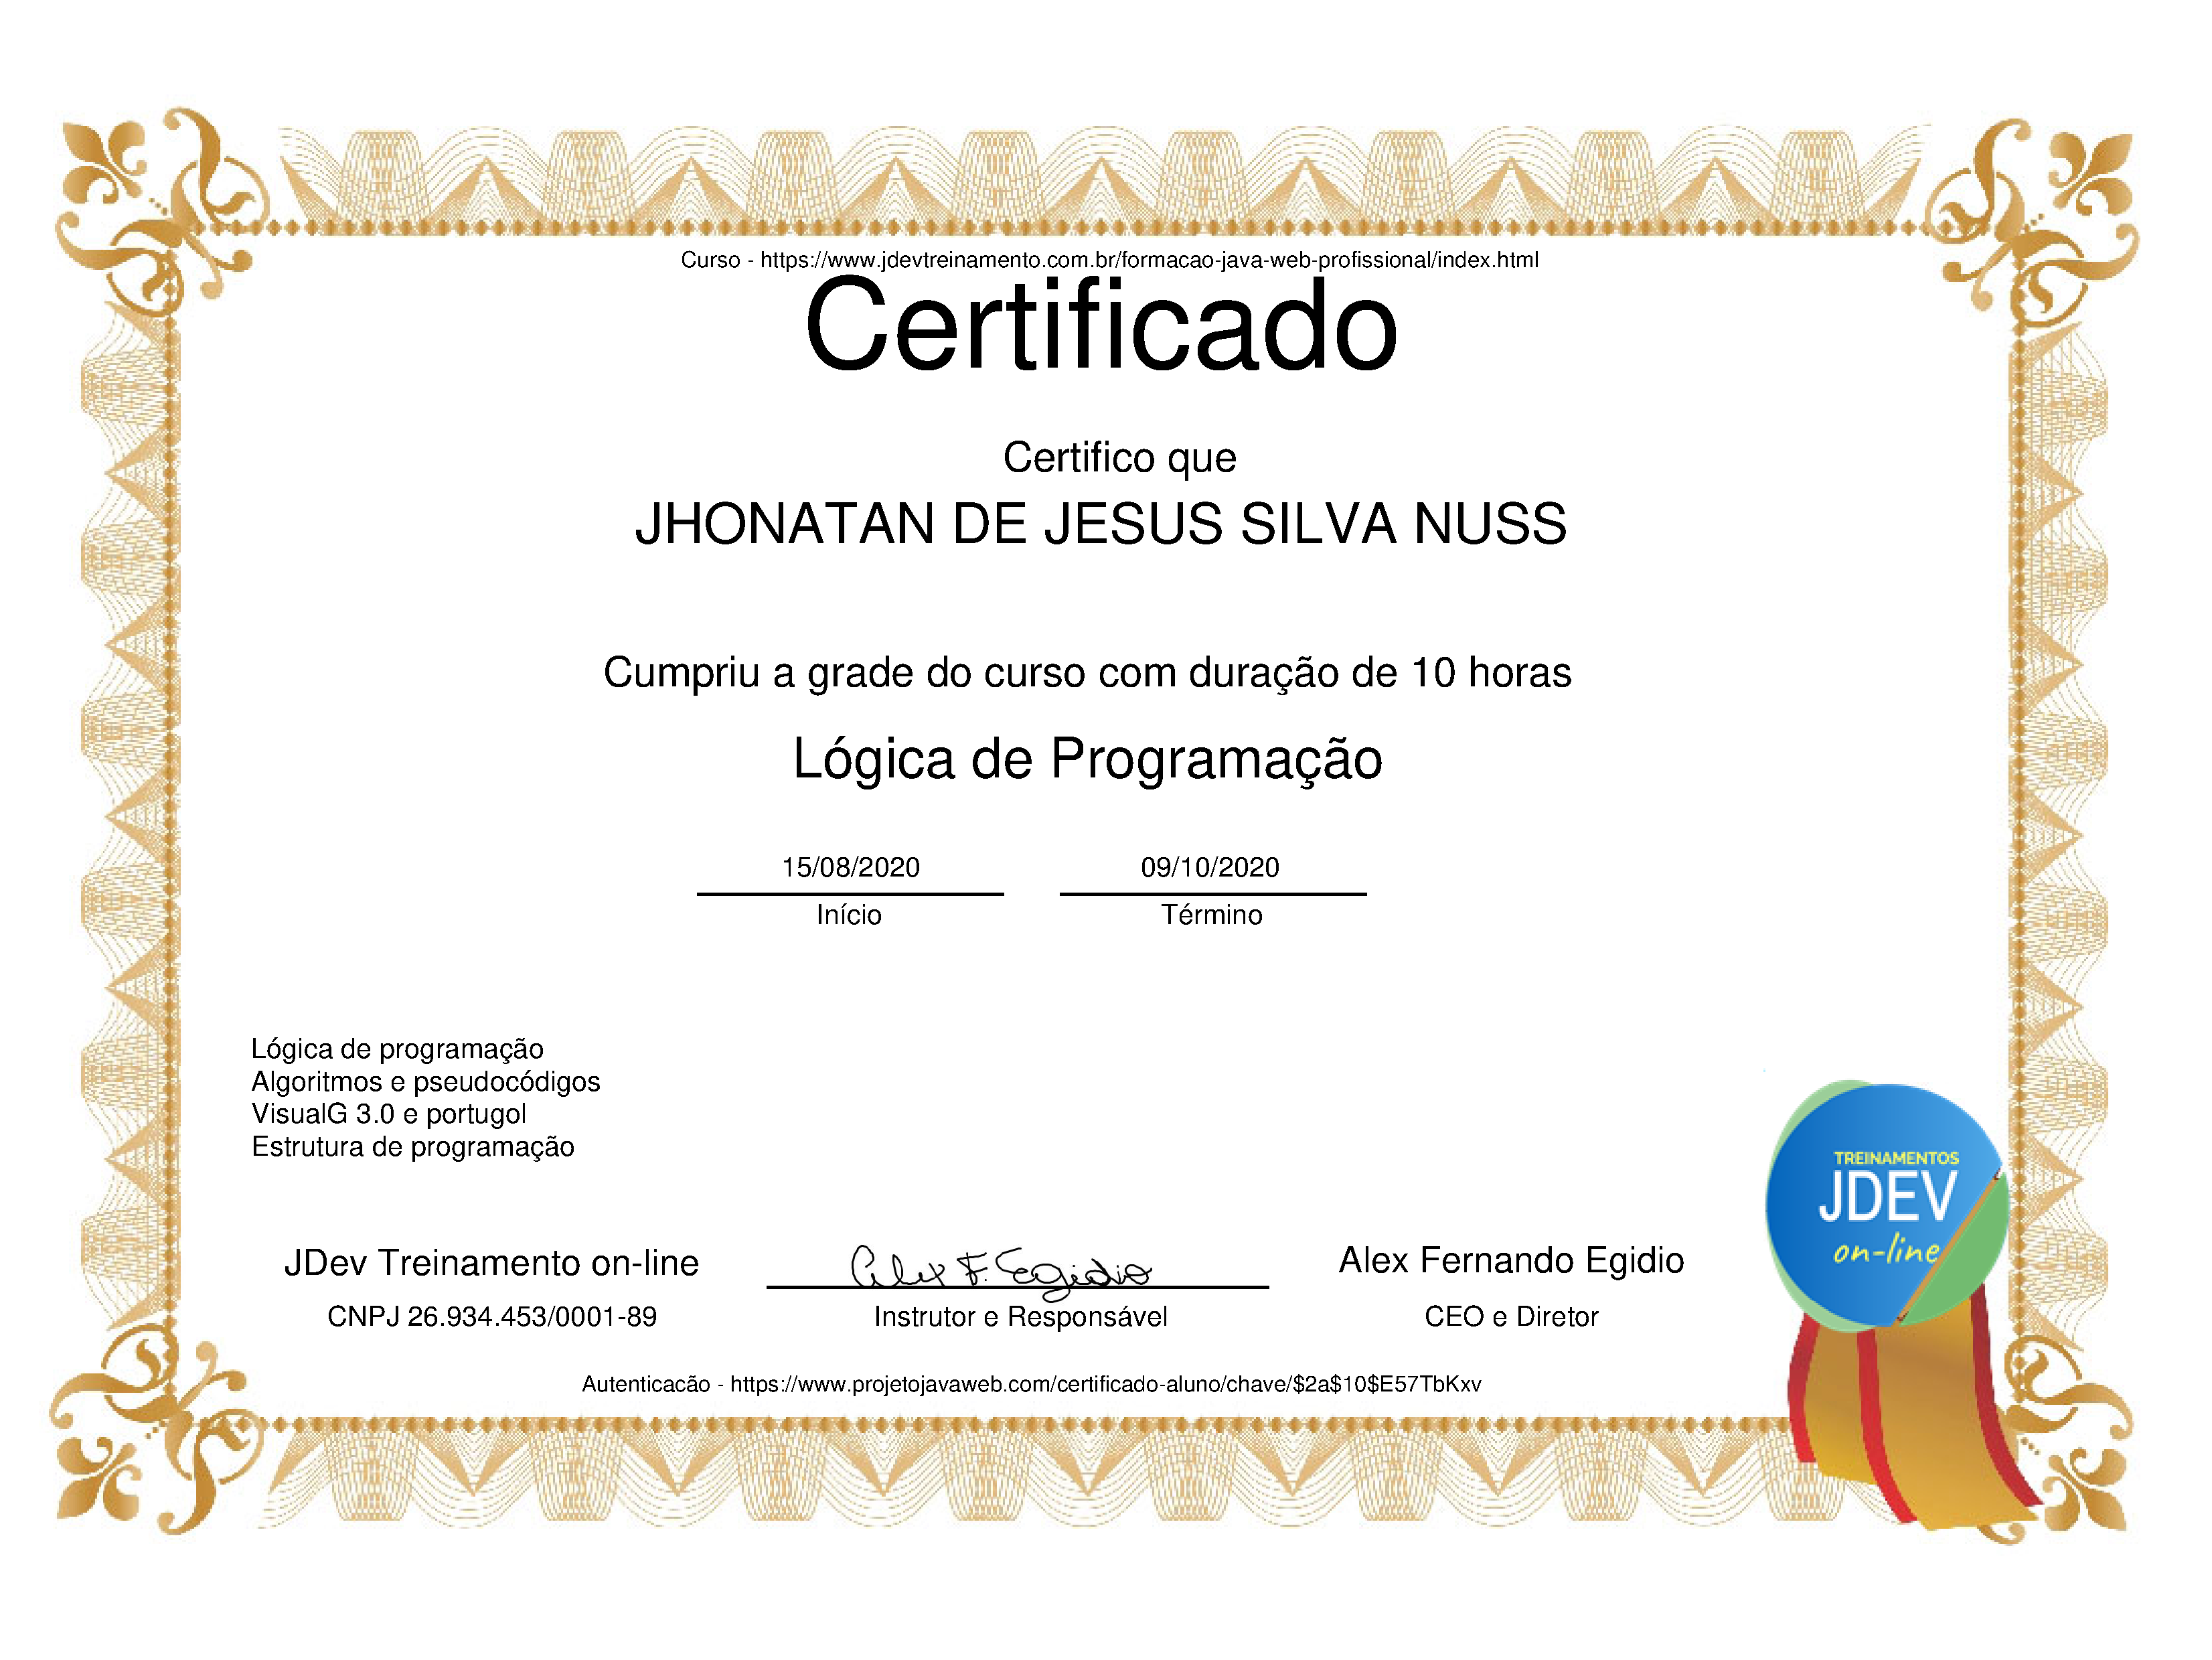 Curso - https://www.jdevtreinamento.com.br/formacao-java-web-profissional/index.html
Certificado
Certifico que
JHONATAN DE JESUS SILVA NUSS
Cumpriu a grade do curso com duração de 10 horas
Lógica de Programação
15/08/2020 09/10/2020
Início Término
Lógica de programação
Algoritmos e pseudocódigos
VisualG 3.0 e portugol
Estrutura de programação
TREINAMENTOS
JDEV
on-line
JDev Treinamento on-line Alex F. Egidio Alex Fernando Egidio
CNPJ 26.934.453/0001-89 Instrutor e Responsável CEO e Diretor
Autenticacão - https://www.projetojavaweb.com/certificado-aluno/chave/$2a$10$E57TbKxv